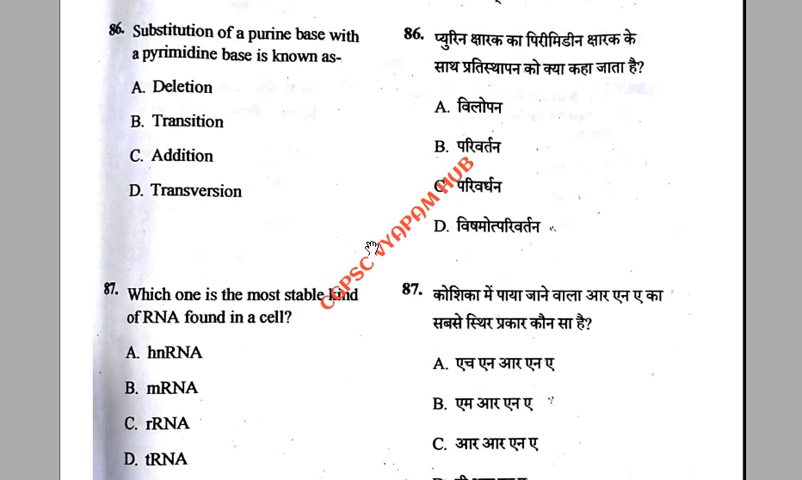 86. Substitution of a purine base with
a pyrimidine base is known as-
A. Deletion
B. Transition
C. Addition
D. Transversion
87. Which one is the most stable kind
of RNA found in a cell?
A. hnRNA
B. mRNA
C. rRNA
D. tRNA
86. प्युरिन क्षारक का पिरीमिडीन क्षारक के
साथ प्रतिस्थापन को क्या कहा जाता है?
A. विलोपन
B. परिवर्तन
C. परिवर्धन
D. विषमोत्परिवर्तन
87. कोशिका में पाया जाने वाला आर एन ए का
सबसे स्थिर प्रकार कौन सा है?
A. एच एन आर एन ए
B. एम आर एन ए
C. आर आर एन ए
CGPSC VYAPAM HUB